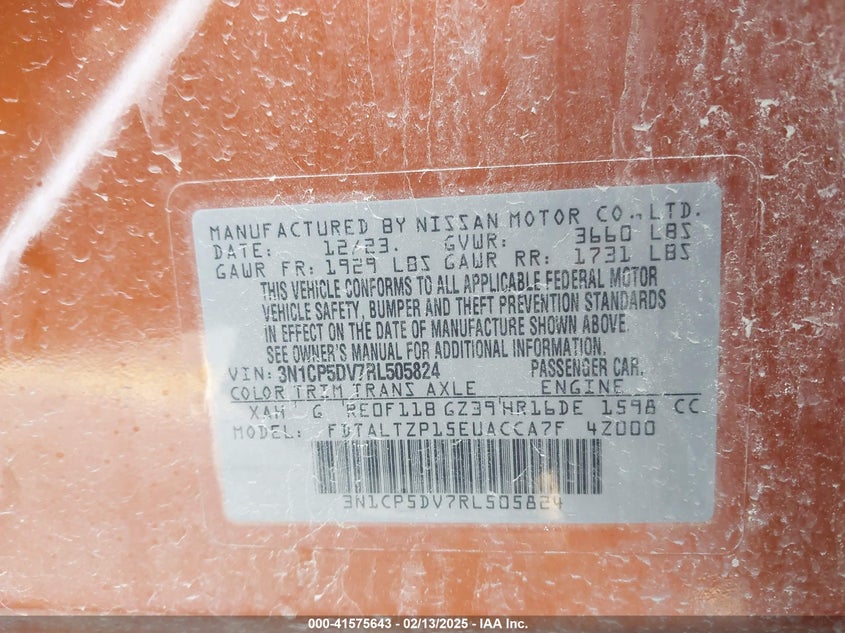 MANUFACTURED BY NISSAN MOTOR CO., LTD.
DATE: 12/23. GVWR: 3660 LBS
GAWR FR: 1929 LBS GAWR RR: 1731 LBS
THIS VEHICLE CONFORMS TO ALL APPLICABLE FEDERAL MOTOR
VEHICLE SAFETY, BUMPER AND THEFT PREVENTION STANDARDS
IN EFFECT ON THE DATE OF MANUFACTURE SHOWN ABOVE.
SEE OWNER'S MANUAL FOR ADDITIONAL INFORMATION.
VIN: 3N1CP5DV7RL505824 PASSENGER CAR.
COLOR TRIM TRANS AXLE ENGINE
XAH G RE0F11B GZ39 HR16DE 1598 CC
MODEL: FDTALTZP15EUACCA7F 4Z000
3N1CP5DV7RL505824
000-41575643 - 02/13/2025 - IAA Inc.